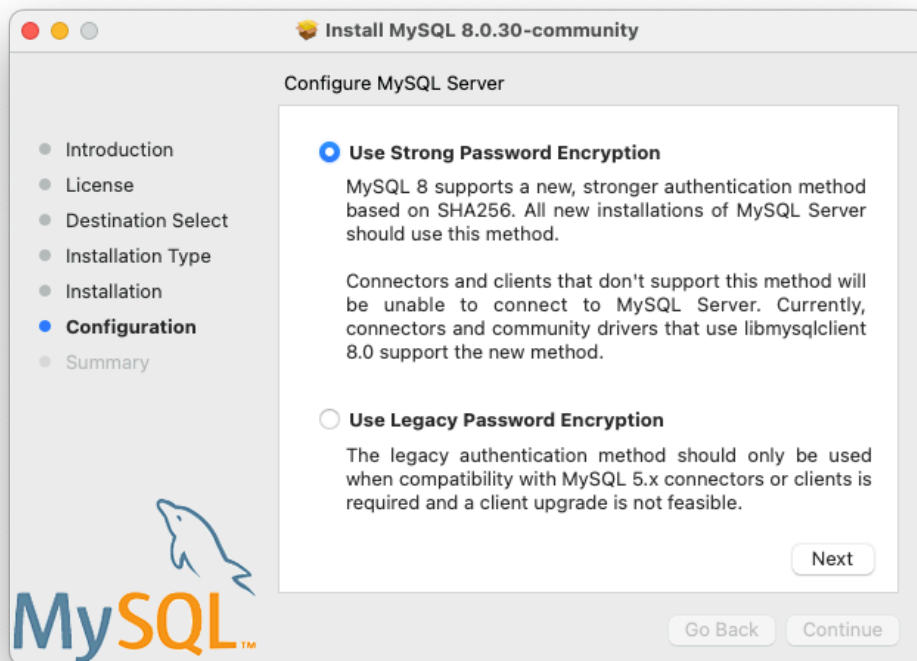 Install MySQL 8.0.30-community
Configure MySQL Server
Introduction
License
Destination Select
Installation Type
Installation
Configuration
Summary
Use Strong Password Encryption
MySQL 8 supports a new, stronger authentication method
based on SHA256. All new installations of MySQL Server
should use this method.
Connectors and clients that don't support this method will
be unable to connect to MySQL Server. Currently,
connectors and community drivers that use libmysqlclient
8.0 support the new method.
Use Legacy Password Encryption
The legacy authentication method should only be used
when compatibility with MySQL 5.x connectors or clients is
required and a client upgrade is not feasible.
Next
MySQL™
Go Back
Continue